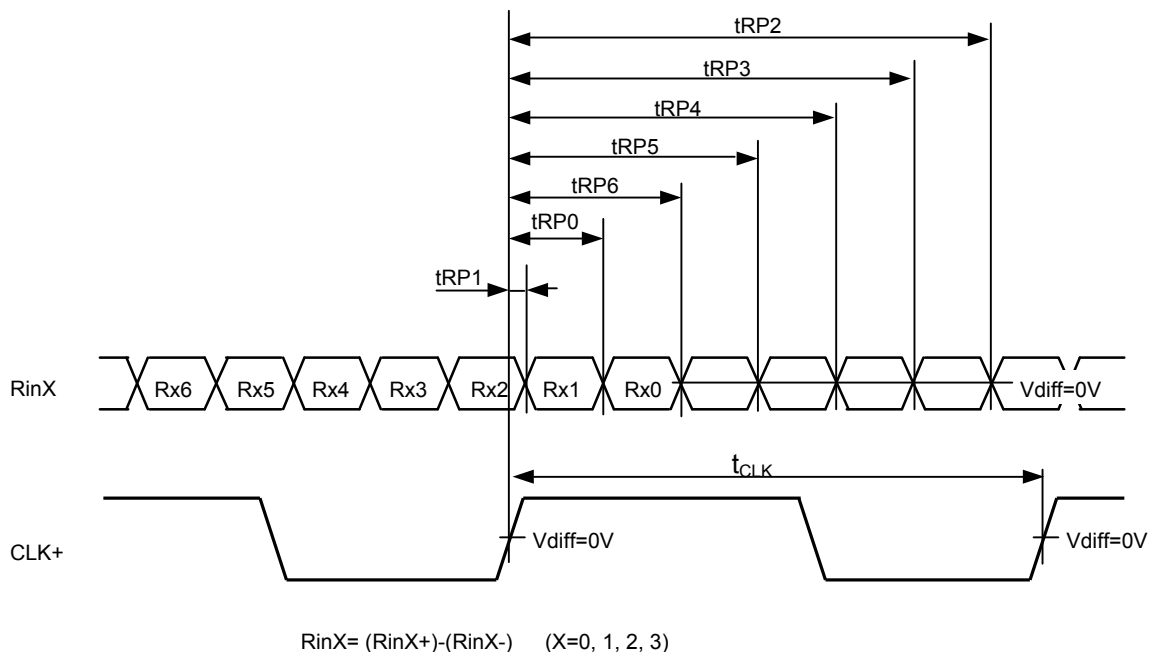 tRP2
tRP3
tRP4
tRP5
tRP6
tRP0
tRP1
RinX
Rx6 Rx5 Rx4 Rx3 Rx2 Rx1 Rx0 Vdiff=0V
tCLK
CLK+
Vdiff=0V Vdiff=0V
RinX= (RinX+)-(RinX-) (X=0, 1, 2, 3)